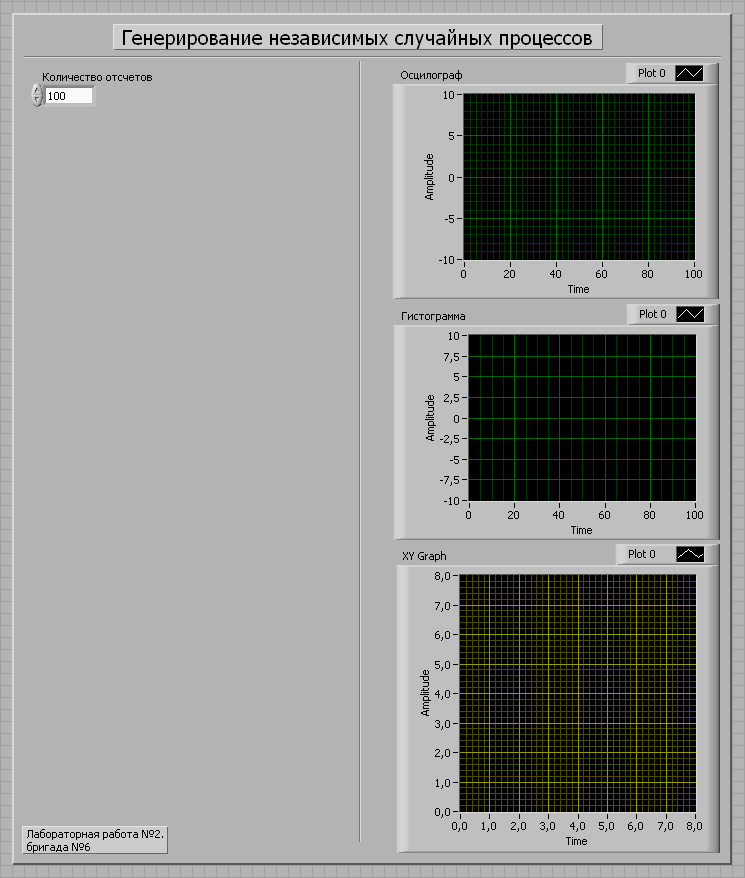 Генерирование независимых случайных процессов
Количество отсчетов
100
Осцилограф
Plot 0
10
5
0
-5
-10
Amplitude
0 20 40 60 80 100
Time
Гистограмма
Plot 0
10
7,5
5
2,5
0
-2,5
-5
-7,5
-10
Amplitude
0 20 40 60 80 100
Time
XY Graph
Plot 0
8,0
7,0
6,0
5,0
4,0
3,0
2,0
1,0
0,0
Amplitude
0,0 1,0 2,0 3,0 4,0 5,0 6,0 7,0 8,0
Time
Лабораторная работа №2.
бригада №6